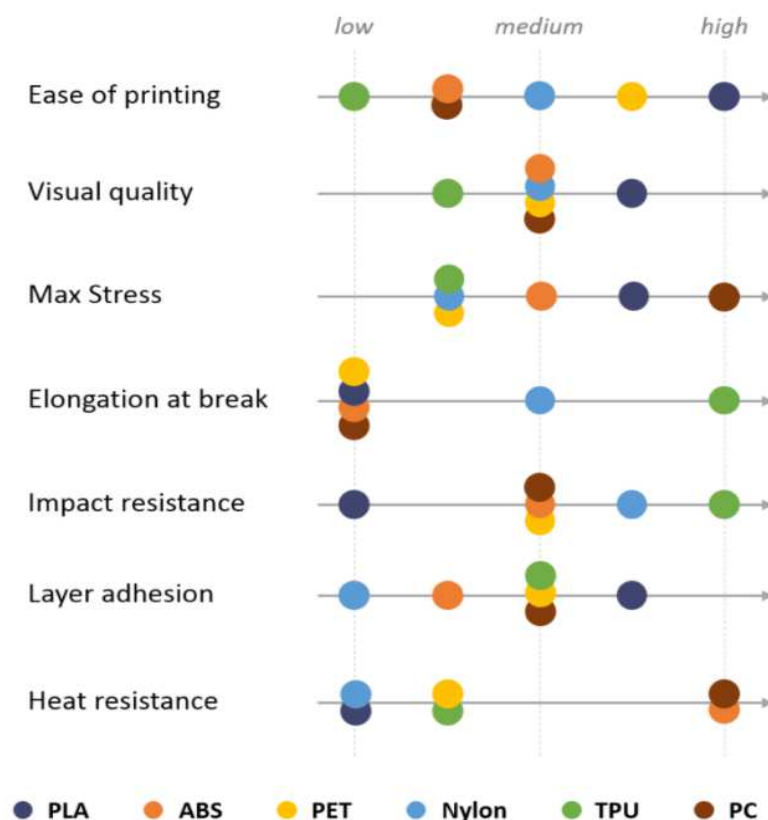 low medium high
Ease of printing
Visual quality
Max Stress
Elongation at break
Impact resistance
Layer adhesion
Heat resistance
PLA ABS PET Nylon TPU PC